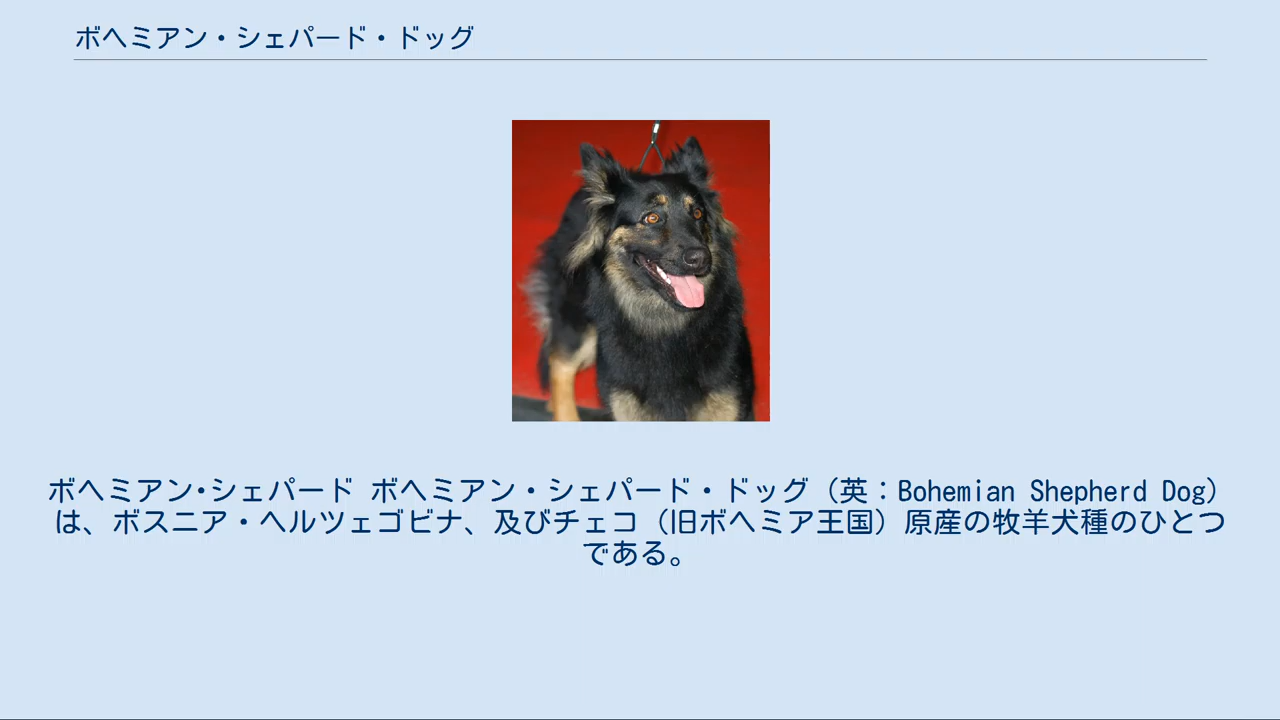 ボヘミアン・シェパード・ドッグ
ボヘミアン･シェパード ボヘミアン・シェパード・ドッグ（英：Bohemian Shepherd Dog）
は、ボスニア・ヘルツェゴビナ、及びチェコ（旧ボヘミア王国）原産の牧羊犬種のひとつ
である。